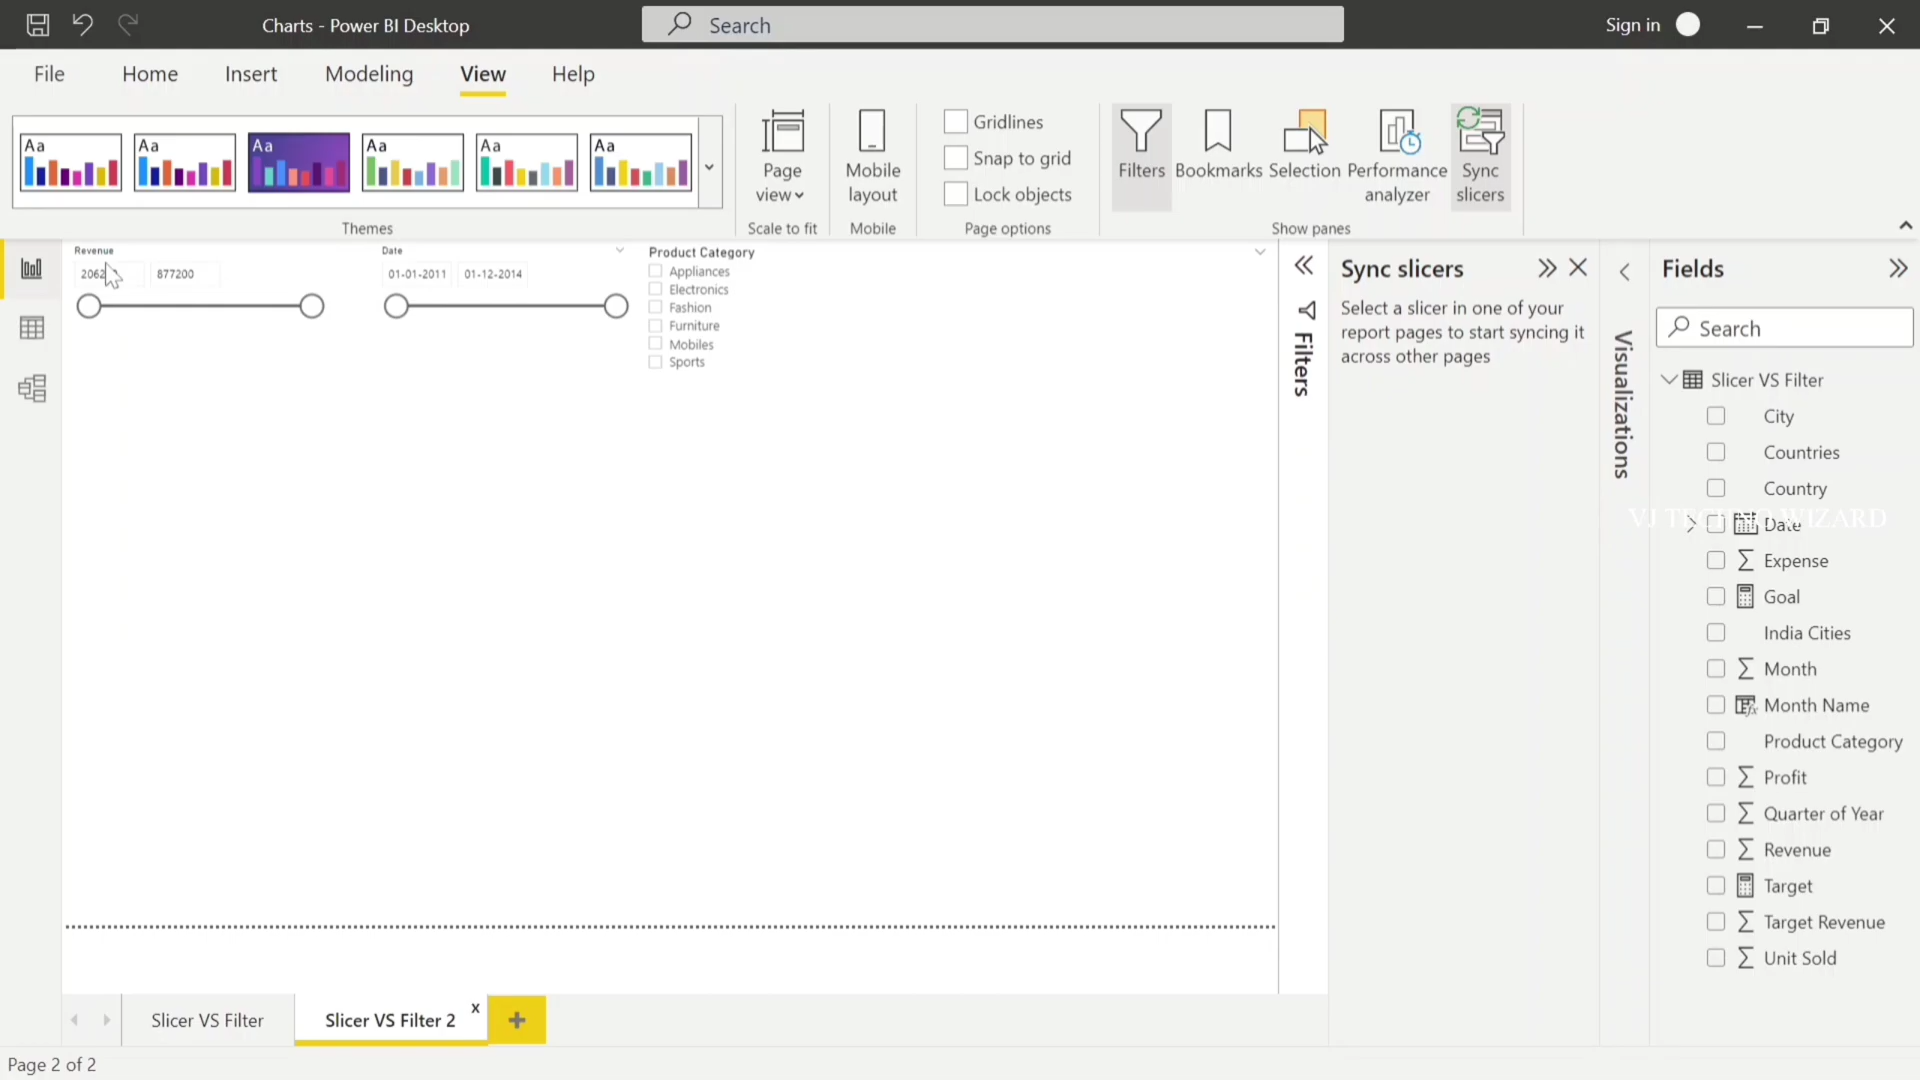 Charts - Power BI Desktop
Search
Sign in
File
Home
Insert
Modeling
View
Help
Aa
Aa
Aa
Aa
Aa
Aa
Themes
Page
view
Scale to fit
Mobile
layout
Mobile
Gridlines
Snap to grid
Lock objects
Page options
Filters
Bookmarks
Selection
Performance
analyzer
Sync
slicers
Show panes
Revenue
877200
Date
01-01-2011
01-12-2014
Product Category
Appliances
Electronics
Fashion
Furniture
Mobiles
Sports
Filters
Sync slicers
Select a slicer in one of your
report pages to start syncing it
across other pages
Visualizations
Fields
Search
Slicer VS Filter
City
Countries
Country
VJ TECHNO WIZARD
Date
Expense
Goal
India Cities
Month
Month Name
Product Category
Profit
Quarter of Year
Revenue
Target
Target Revenue
Unit Sold
Slicer VS Filter
Slicer VS Filter 2
x
Page 2 of 2